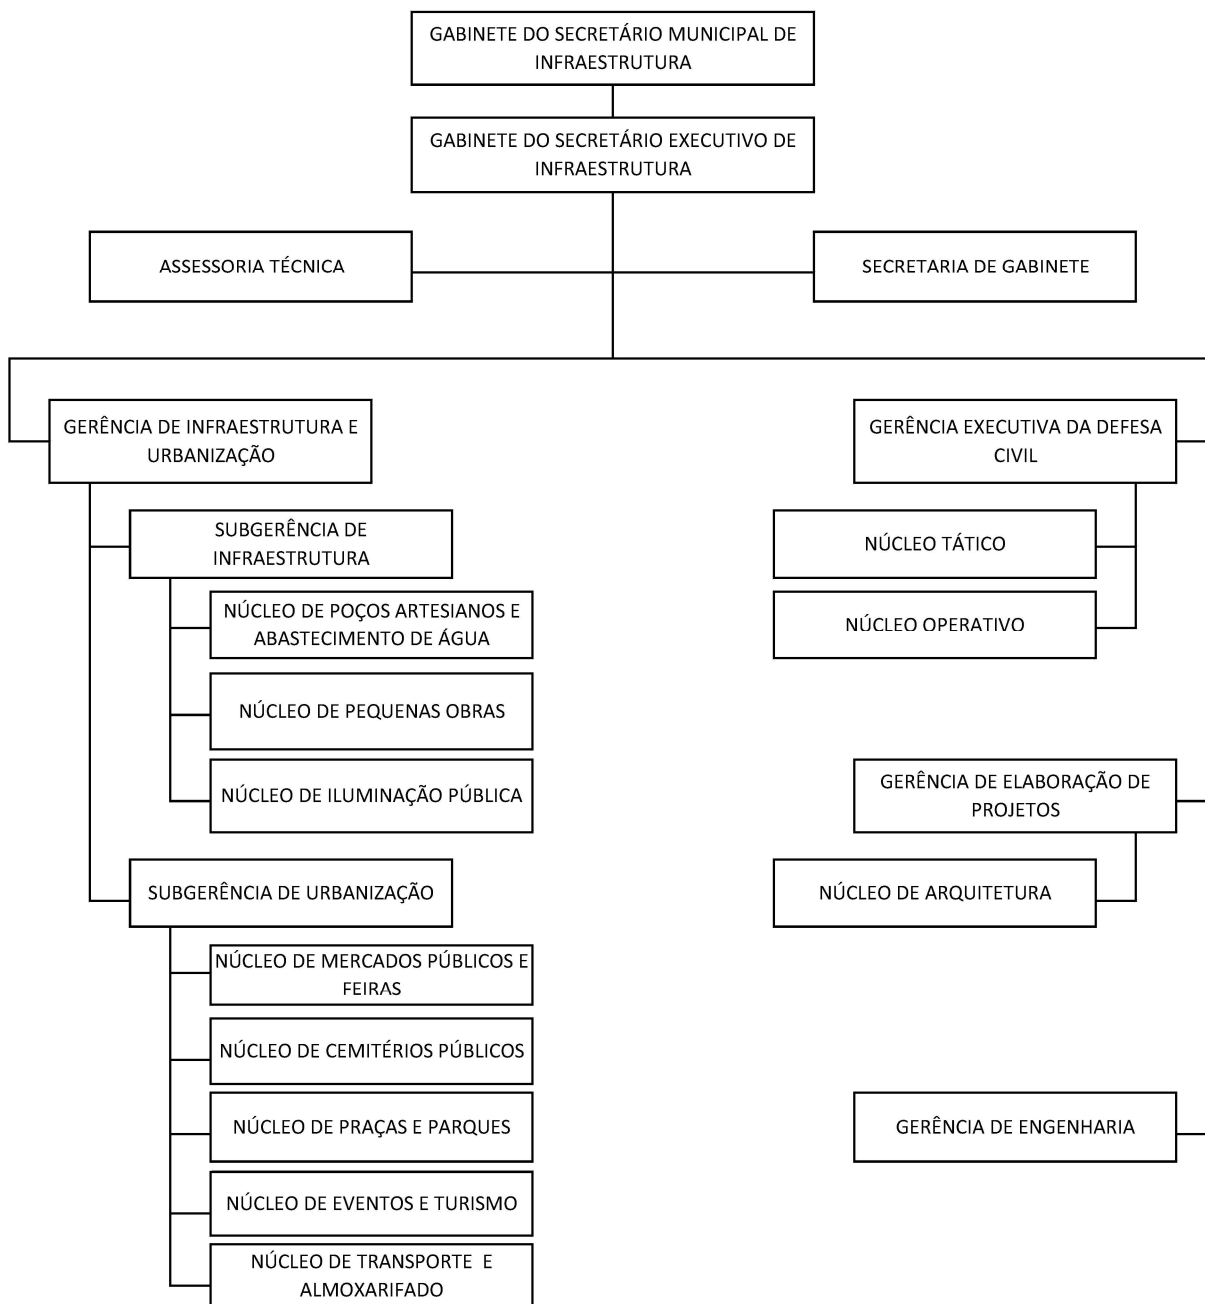 GABINETE DO SECRETÁRIO MUNICIPAL DE
INFRAESTRUTURA
GABINETE DO SECRETÁRIO EXECUTIVO DE
INFRAESTRUTURA
ASSESSORIA TÉCNICA
SECRETARIA DE GABINETE
GERÊNCIA DE INFRAESTRUTURA E
URBANIZAÇÃO
SUBGERÊNCIA DE
INFRAESTRUTURA
NÚCLEO DE POÇOS ARTESIANOS E
ABASTECIMENTO DE ÁGUA
NÚCLEO DE PEQUENAS OBRAS
NÚCLEO DE ILUMINAÇÃO PÚBLICA
SUBGERÊNCIA DE URBANIZAÇÃO
NÚCLEO DE MERCADOS PÚBLICOS E
FEIRAS
NÚCLEO DE CEMITÉRIOS PÚBLICOS
NÚCLEO DE PRAÇAS E PARQUES
NÚCLEO DE EVENTOS E TURISMO
NÚCLEO DE TRANSPORTE E
ALMOXARIFADO
GERÊNCIA EXECUTIVA DA DEFESA
CIVIL
NÚCLEO TÁTICO
NÚCLEO OPERATIVO
GERÊNCIA DE ELABORAÇÃO DE
PROJETOS
NÚCLEO DE ARQUITETURA
GERÊNCIA DE ENGENHARIA